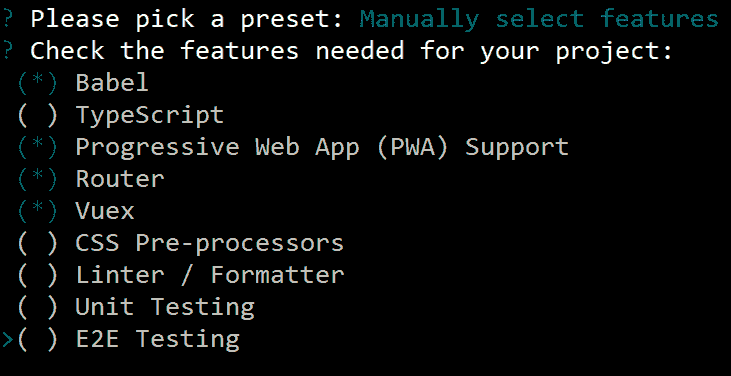 ? Please pick a preset: Manually select features
? Check the features needed for your project:
(*) Babel
( ) TypeScript
(*) Progressive Web App (PWA) Support
(*) Router
(*) Vuex
( ) CSS Pre-processors
( ) Linter / Formatter
( ) Unit Testing
>( ) E2E Testing